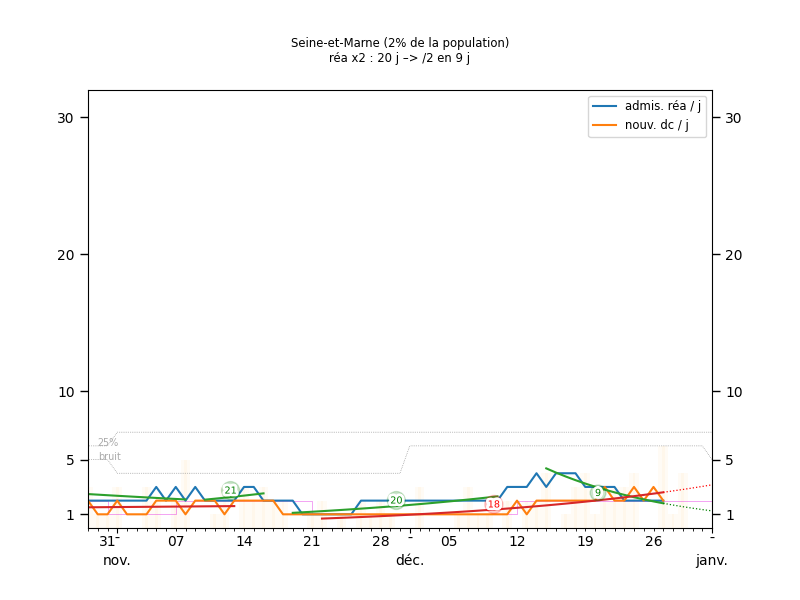 Seine-et-Marne (2% de la population)
réa x2 : 20 j –> /2 en 9 j
admis. réa / j
nouv. dc / j
30 30
20 20
10 10
25%
bruit
5 5
21
20
18
9
1 1
31 07 14 21 28 05 12 19 26
nov. déc. janv.